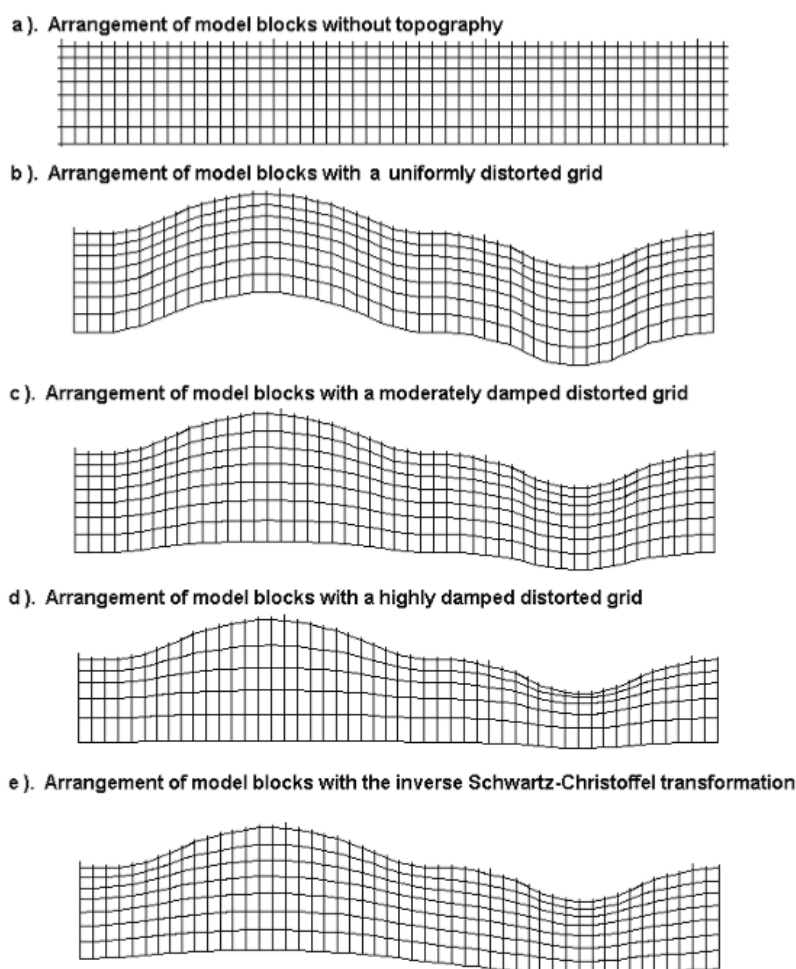 a). Arrangement of model blocks without topography
b). Arrangement of model blocks with a uniformly distorted grid
c). Arrangement of model blocks with a moderately damped distorted grid
d). Arrangement of model blocks with a highly damped distorted grid
e). Arrangement of model blocks with the inverse Schwartz-Christoffel transformation